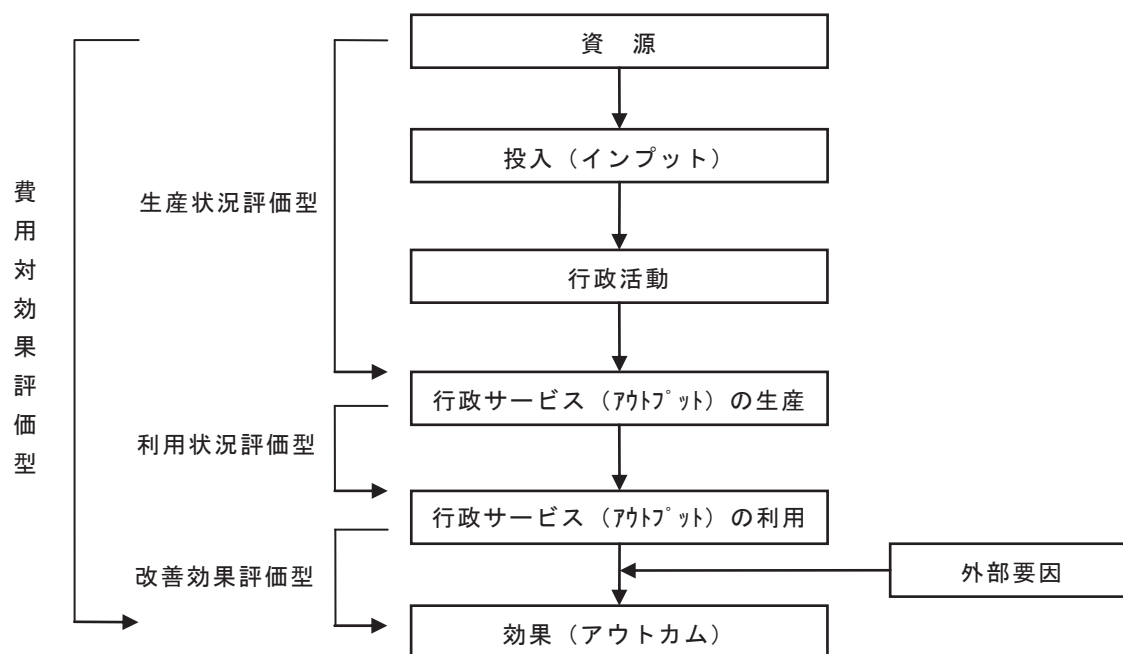 資　源
投入（インプット）
費用対効果評価型
生産状況評価型
行政活動
行政サービス（ｱｳﾄﾌﾟｯﾄ）の生産
利用状況評価型
行政サービス（ｱｳﾄﾌﾟｯﾄ）の利用
改善効果評価型
外部要因
効果（アウトカム）